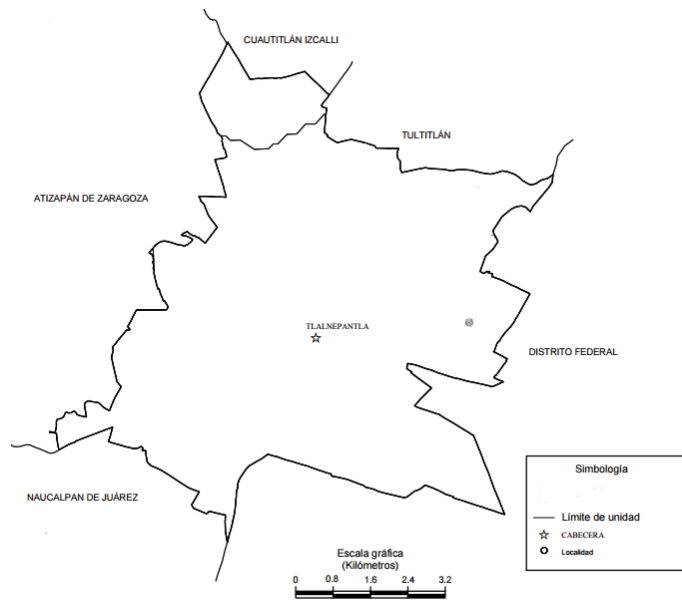 CUAUTITLÁN IZCALLI
TULTITLÁN
ATIZAPÁN DE ZARAGOZA
TLALNEPANTLA
DISTRITO FEDERAL
NAUCALPAN DE JUÁREZ
Simbología
Límite de unidad
CABECERA
Localidad
Escala gráfica
(Kilómetros)
0 0.8 1.6 2.4 3.2